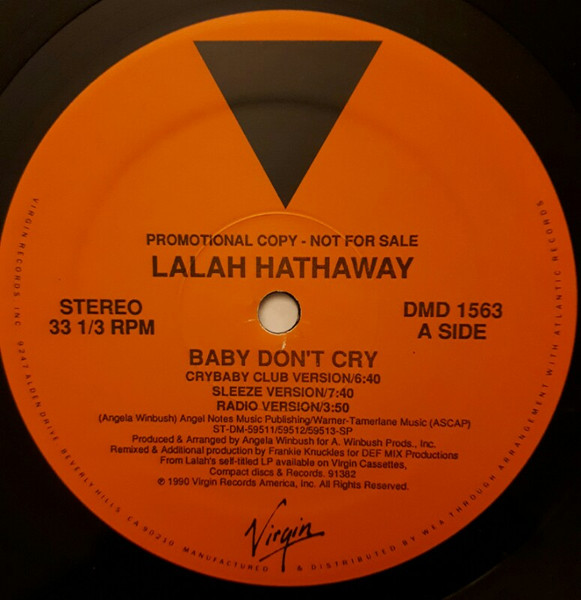 PROMOTIONAL COPY - NOT FOR SALE
LALAH HATHAWAY
STEREO
33 1/3 RPM
DMD 1563
A SIDE
BABY DON'T CRY
CRYBABY CLUB VERSION/6:40
SLEEZE VERSION/7:40
RADIO VERSION/3:50
(Angela Winbush) Angel Notes Music Publishing/Warner-Tamerlane Music (ASCAP)
ST-DM-59511/59512/59513-SP
Produced & Arranged by Angela Winbush for A. Winbush Prods., Inc.
Remixed & Additional production by Frankie Knuckles for DEF MIX Productions
From Lalah's self-titled LP available on Virgin Cassettes,
Compact discs & Records. 91382
℗ 1990 Virgin Records America, Inc. All Rights Reserved.
Virgin
VIRGIN RECORDS INC. 9247 ALDEN DRIVE, BEVERLY HILLS, CA 90210 MANUFACTURED & DISTRIBUTED BY WEA THROUGH ARRANGEMENT WITH ATLANTIC RECORDS